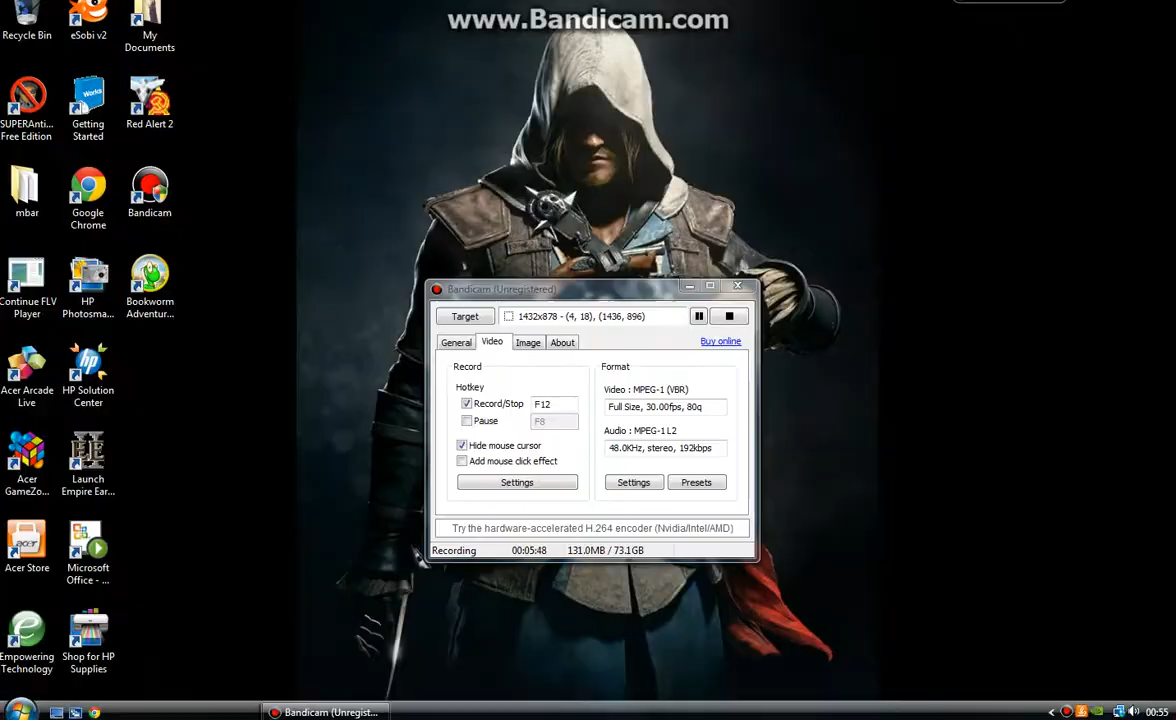 www.Bandicam.com
Recycle Bin
eSobi v2
My
Documents
SUPERAnti...
Free Edition
Works
Getting
Started
Red Alert 2
mbar
Google
Chrome
Bandicam
Continue FLV
Player
HP
Photosma...
Bookworm
Adventur...
Acer Arcade
Live
hp
HP Solution
Center
Acer
GameZo...
Launch
Empire Ear...
acer
Acer Store
Microsoft
Office - ...
Empowering
Technology
Shop for HP
Supplies
Bandicam (Unregistered)
Target
1432x878 - (4, 18), (1436, 896)
General
Video
Image
About
Buy online
Record
Hotkey
Record/Stop
F12
Pause
F8
Hide mouse cursor
Add mouse click effect
Settings
Format
Video : MPEG-1 (VBR)
Full Size, 30.00fps, 80q
Audio : MPEG-1 L2
48.0KHz, stereo, 192kbps
Settings
Presets
Try the hardware-accelerated H.264 encoder (Nvidia/Intel/AMD)
Recording
00:05:48
131.0MB / 73.1GB
Bandicam (Unregist...
00:55